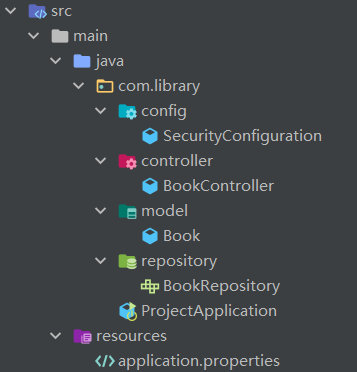 src
main
java
com.library
config
SecurityConfiguration
controller
BookController
model
Book
repository
BookRepository
ProjectApplication
resources
application.properties